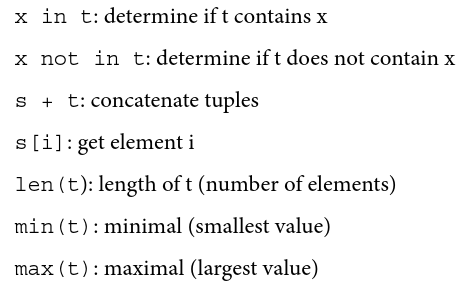 x in t: determine if t contains x
x not in t: determine if t does not contain x
s + t: concatenate tuples
s[i]: get element i
len(t): length of t (number of elements)
min(t): minimal (smallest value)
max(t): maximal (largest value)